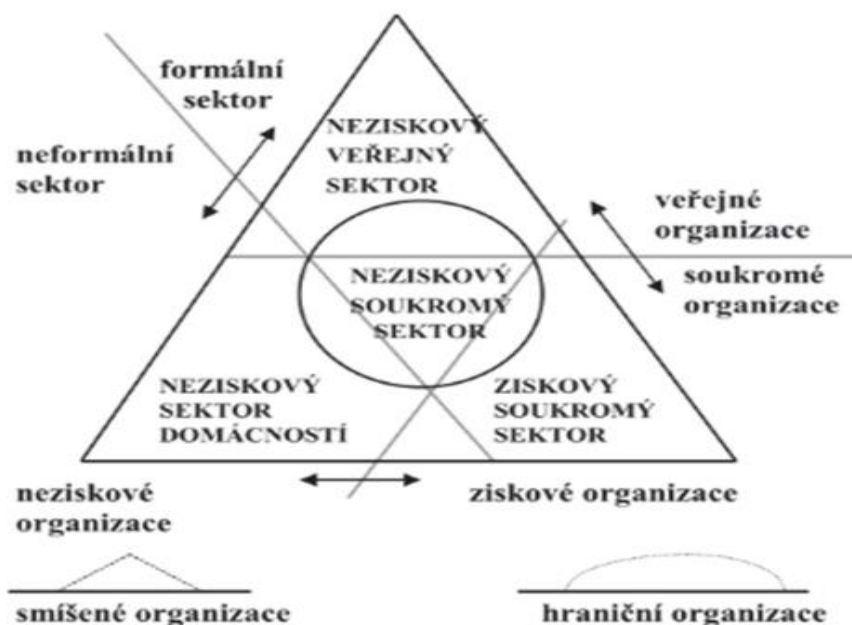 formální
sektor
neformální
sektor
NEZISKOVÝ
VEŘEJNÝ
SEKTOR
veřejné
organizace
soukromé
organizace
NEZISKOVÝ
SOUKROMÝ
SEKTOR
NEZISKOVÝ
SEKTOR
DOMÁCNOSTÍ
ZISKOVÝ
SOUKROMÝ
SEKTOR
neziskové
organizace
ziskové organizace
smíšené organizace
hraniční organizace